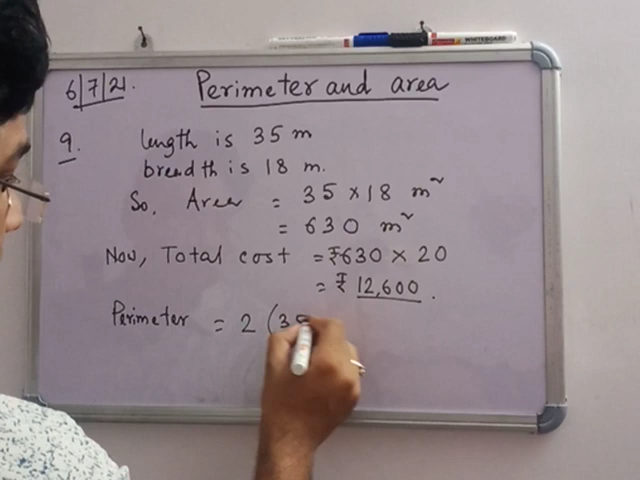 6/7/21. Perimeter and area
9. length is 35 m
breadth is 18 m.
So, Area = 35 × 18 m²
= 630 m²
Now, Total cost = ₹630 × 20
= ₹ 12,600.
Perimeter = 2 (35
WHITEBOARD